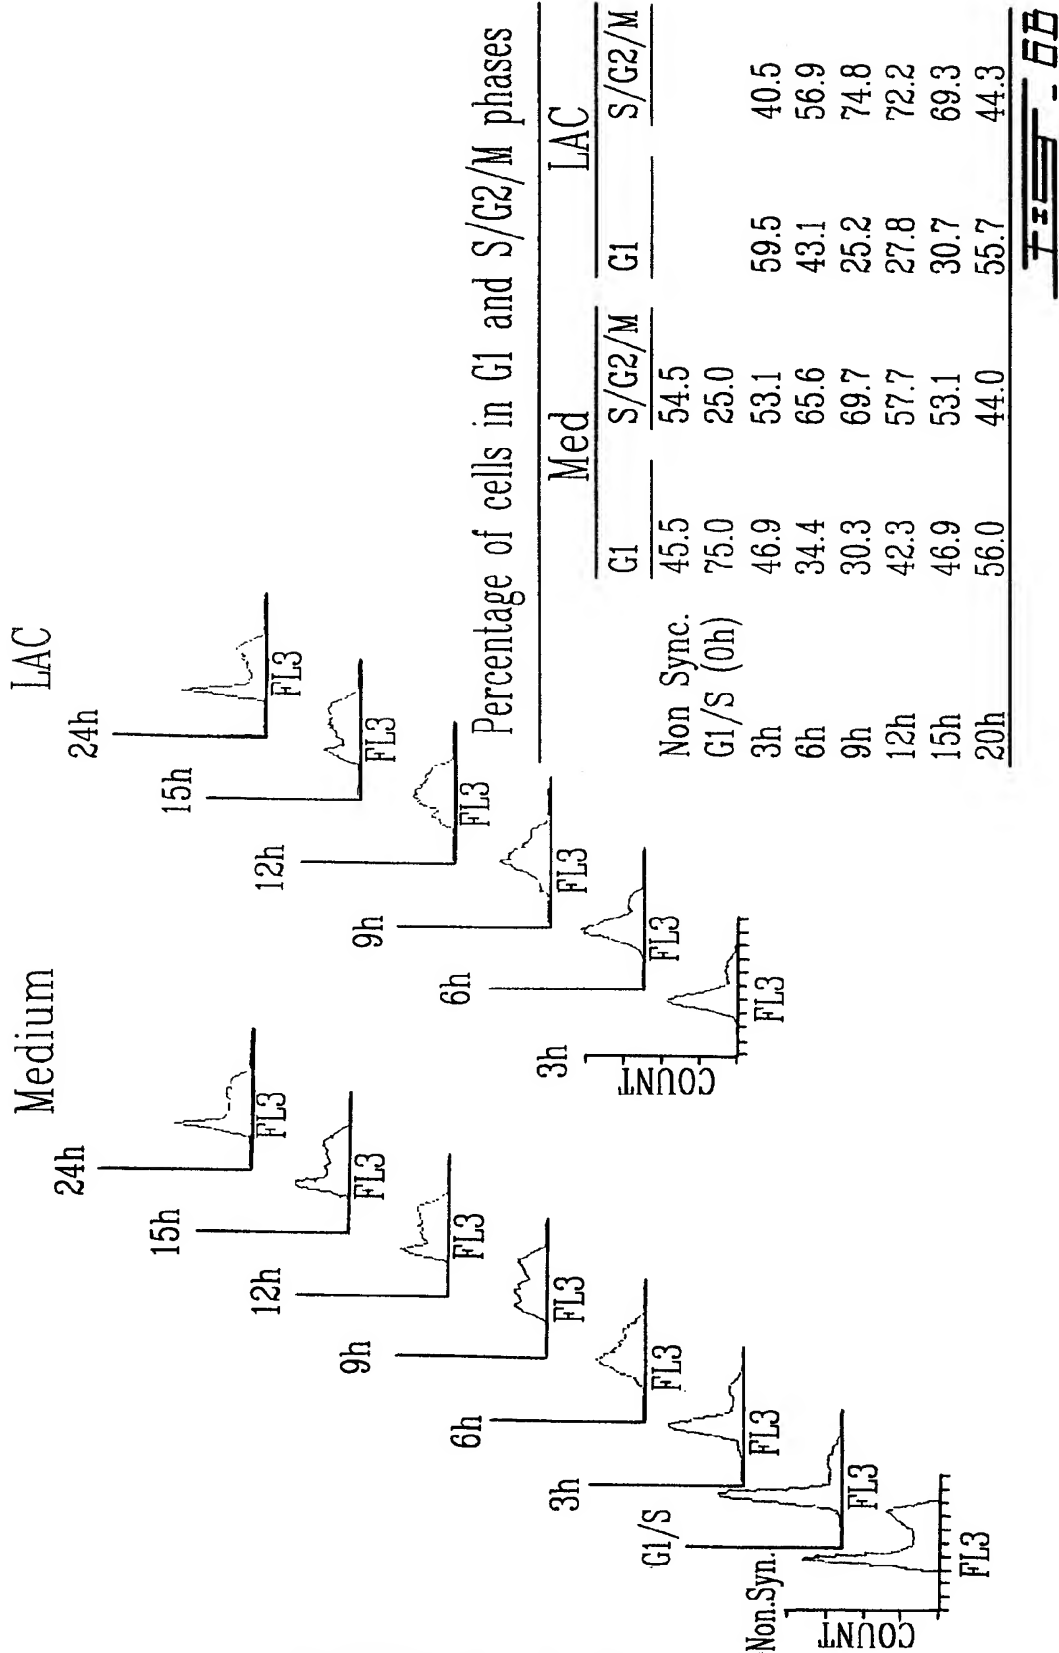 Medium
LAC
24h
FL3
15h
FL3
12h
FL3
9h
FL3
6h
FL3
3h
FL3
G1/S
FL3
Non.Syn.
COUNT
FL3
24h
FL3
15h
FL3
12h
FL3
9h
FL3
6h
FL3
3h
COUNT
FL3
Percentage of cells in G1 and S/G2/M phases
Med LAC
G1 S/G2/M G1 S/G2/M
Non Sync. 45.5 54.5
G1/S (0h) 75.0 25.0
3h 46.9 53.1 59.5 40.5
6h 34.4 65.6 43.1 56.9
9h 30.3 69.7 25.2 74.8
12h 42.3 57.7 27.8 72.2
15h 46.9 53.1 30.7 69.3
20h 56.0 44.0 55.7 44.3
FIG - 6B